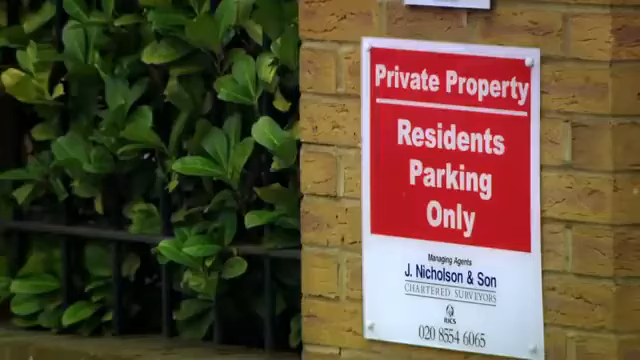 Private Property
Residents
Parking
Only
Managing Agents
J. Nicholson & Son
CHARTERED SURVEYORS
RICS
020 8554 6065